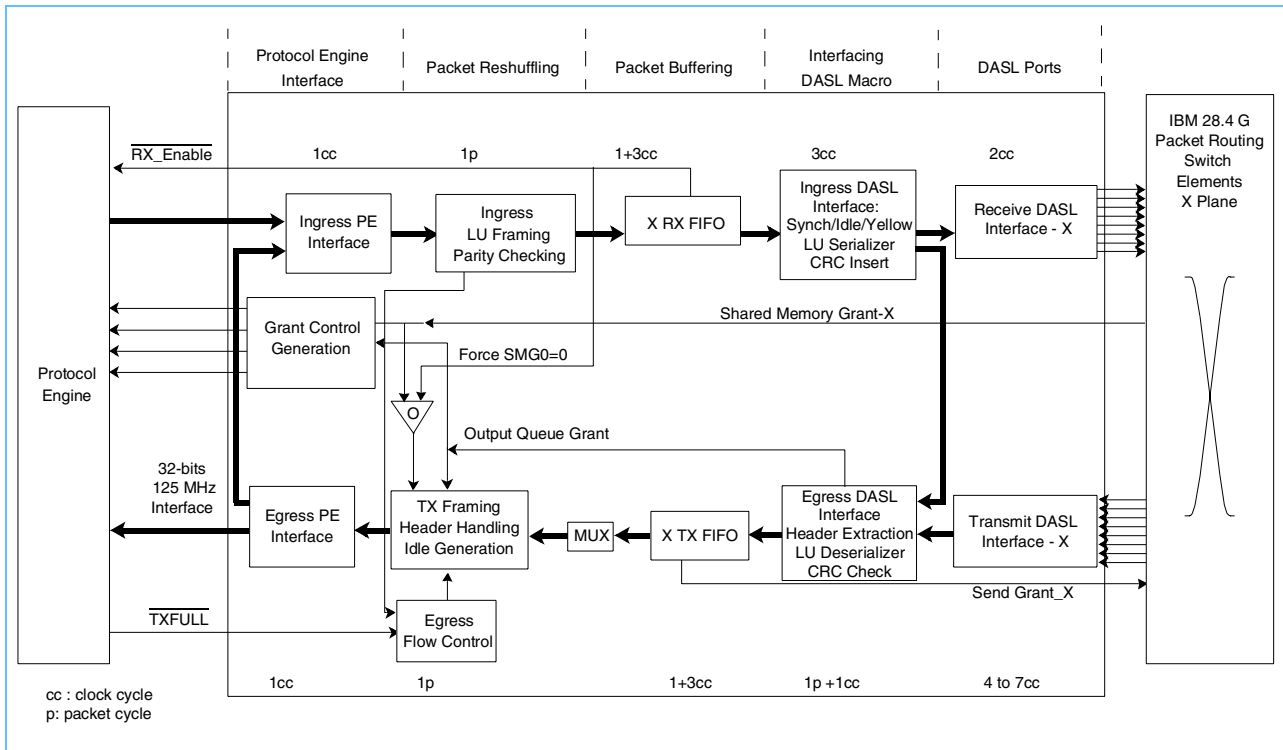 Protocol Engine
Interface
Packet Reshuffling
Packet Buffering
Interfacing
DASL Macro
DASL Ports
RX_Enable
1cc
1p
1+3cc
3cc
2cc
IBM 28.4 G
Packet Routing
Switch
Elements
X Plane
Ingress PE
Interface
Ingress
LU Framing
Parity Checking
X RX FIFO
Ingress DASL
Interface:
Synch/Idle/Yellow
LU Serializer
CRC Insert
Receive DASL
Interface - X
Grant Control
Generation
Shared Memory Grant-X
Force SMG0=0
Protocol
Engine
O
Output Queue Grant
32-bits
125 MHz
Interface
Egress PE
Interface
TX Framing
Header Handling
Idle Generation
MUX
X TX FIFO
Egress DASL
Interface
Header Extraction
LU Deserializer
CRC Check
Transmit DASL
Interface - X
Send Grant_X
TXFULL
Egress
Flow Control
1cc
1p
1+3cc
1p +1cc
4 to 7cc
cc : clock cycle
p: packet cycle